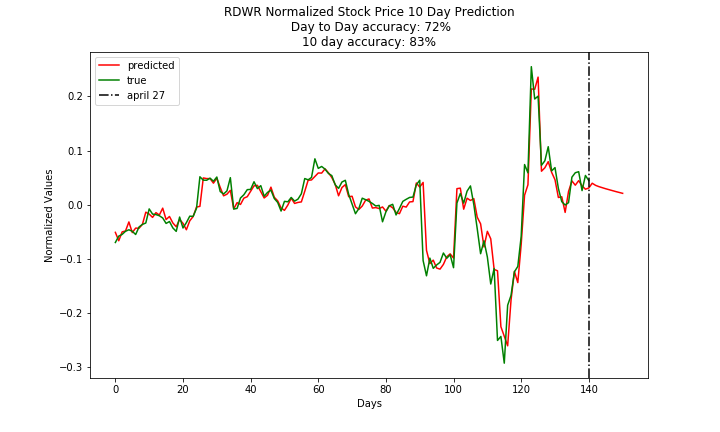 RDWR Normalized Stock Price 10 Day Prediction
Day to Day accuracy: 72%
10 day accuracy: 83%
predicted
true
april 27
0.2
0.1
0.0
−0.1
−0.2
−0.3
Normalized Values
0
20
40
60
80
100
120
140
Days